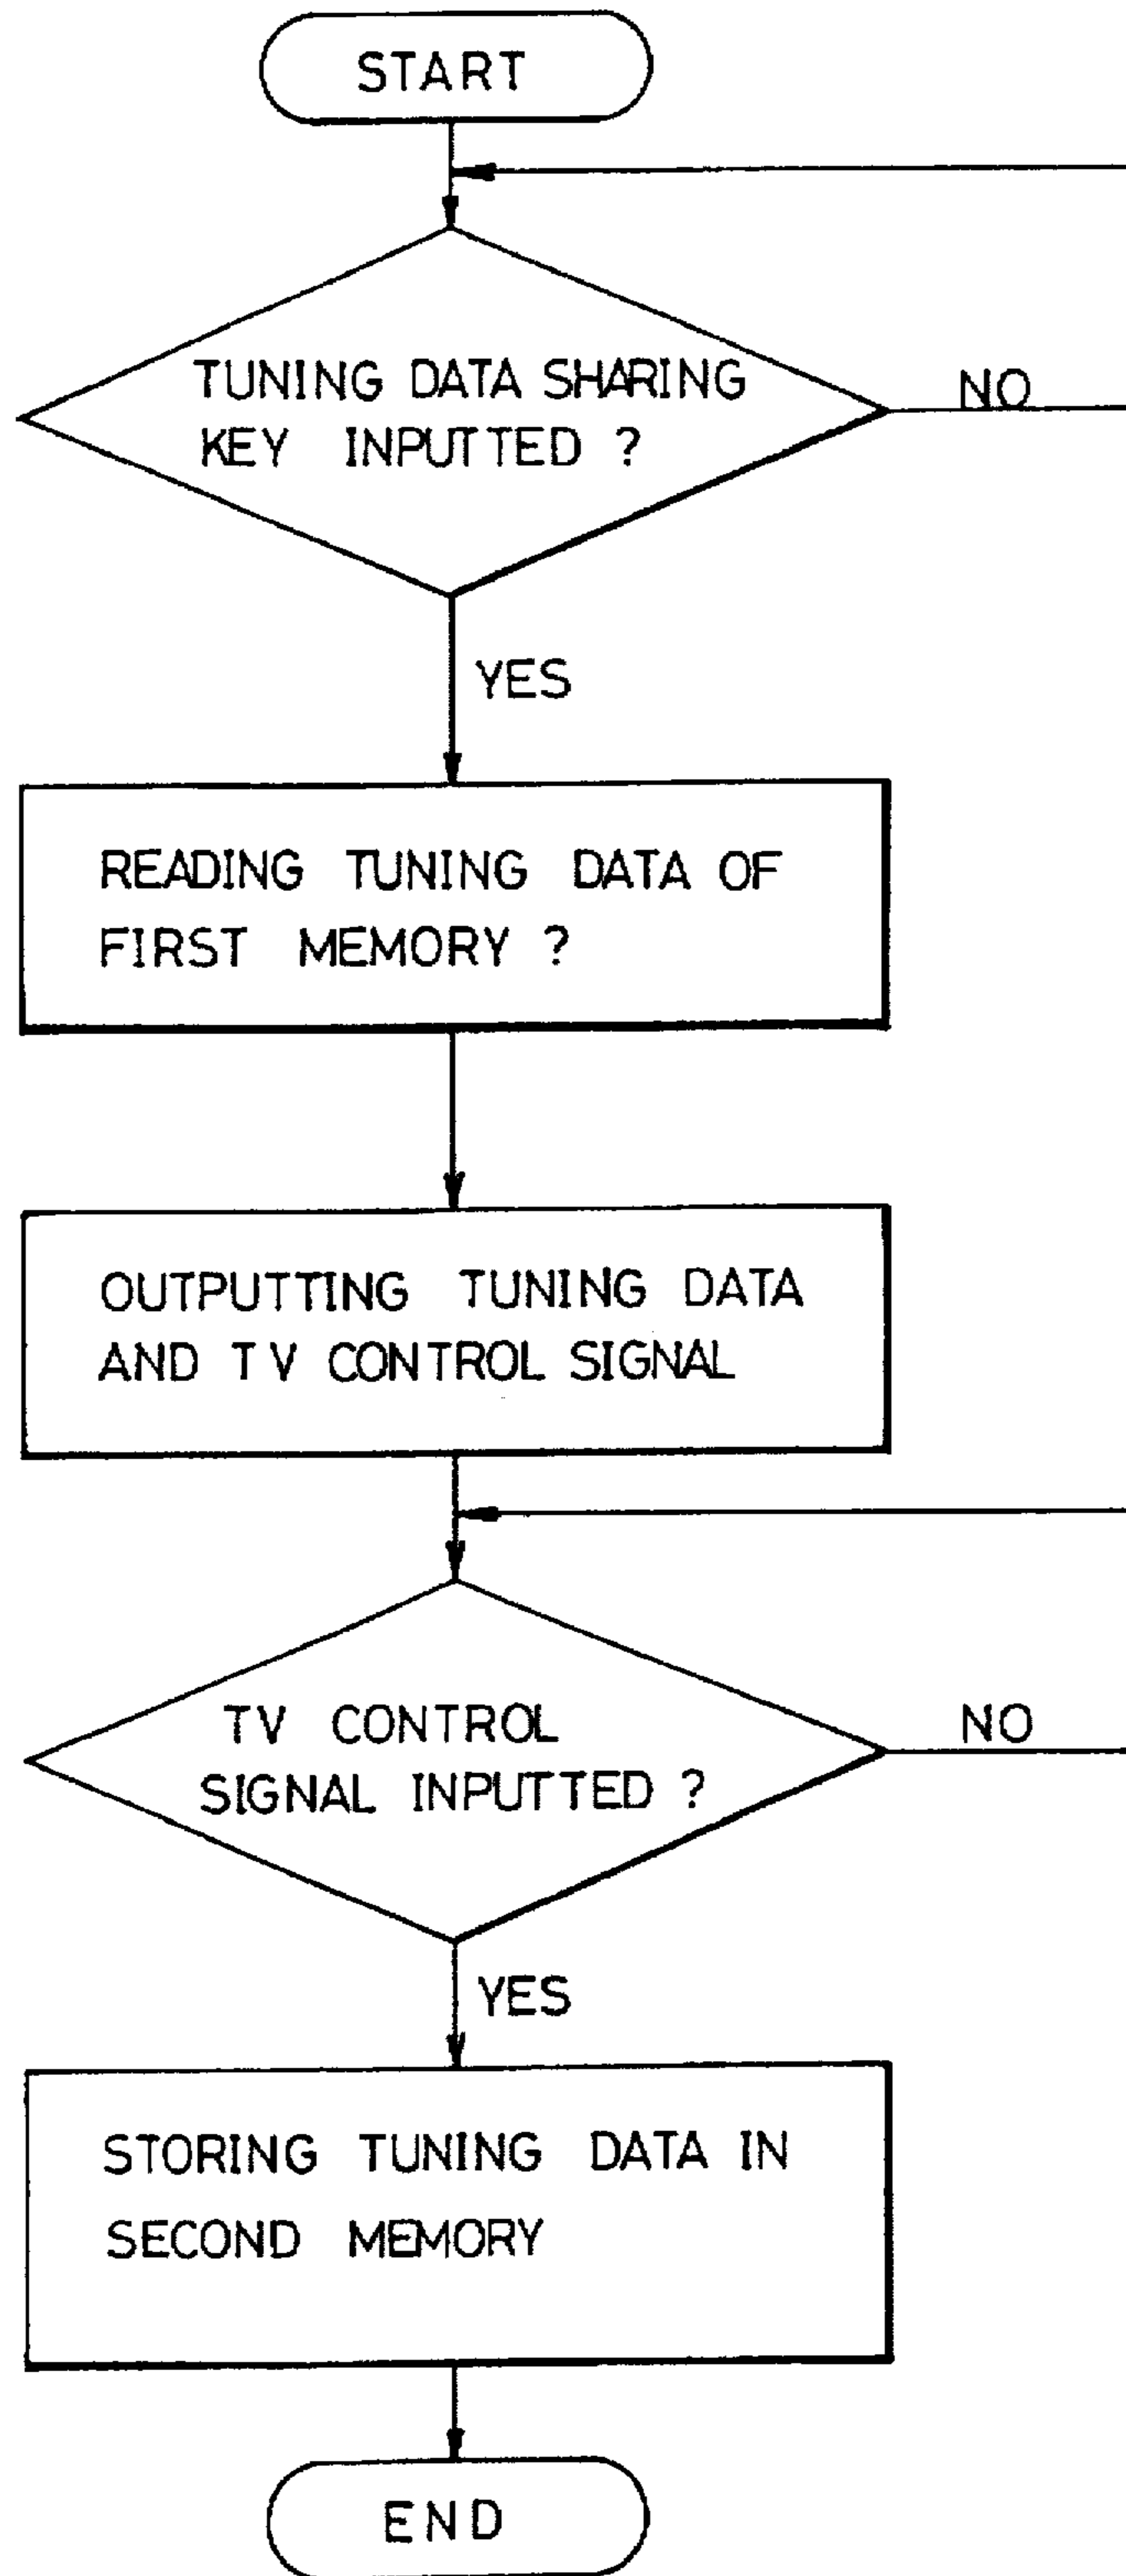 START
TUNING DATA SHARING
KEY INPUTTED ?
NO
YES
READING TUNING DATA OF
FIRST MEMORY ?
OUTPUTTING TUNING DATA
AND TV CONTROL SIGNAL
TV CONTROL
SIGNAL INPUTTED ?
NO
YES
STORING TUNING DATA IN
SECOND MEMORY
END